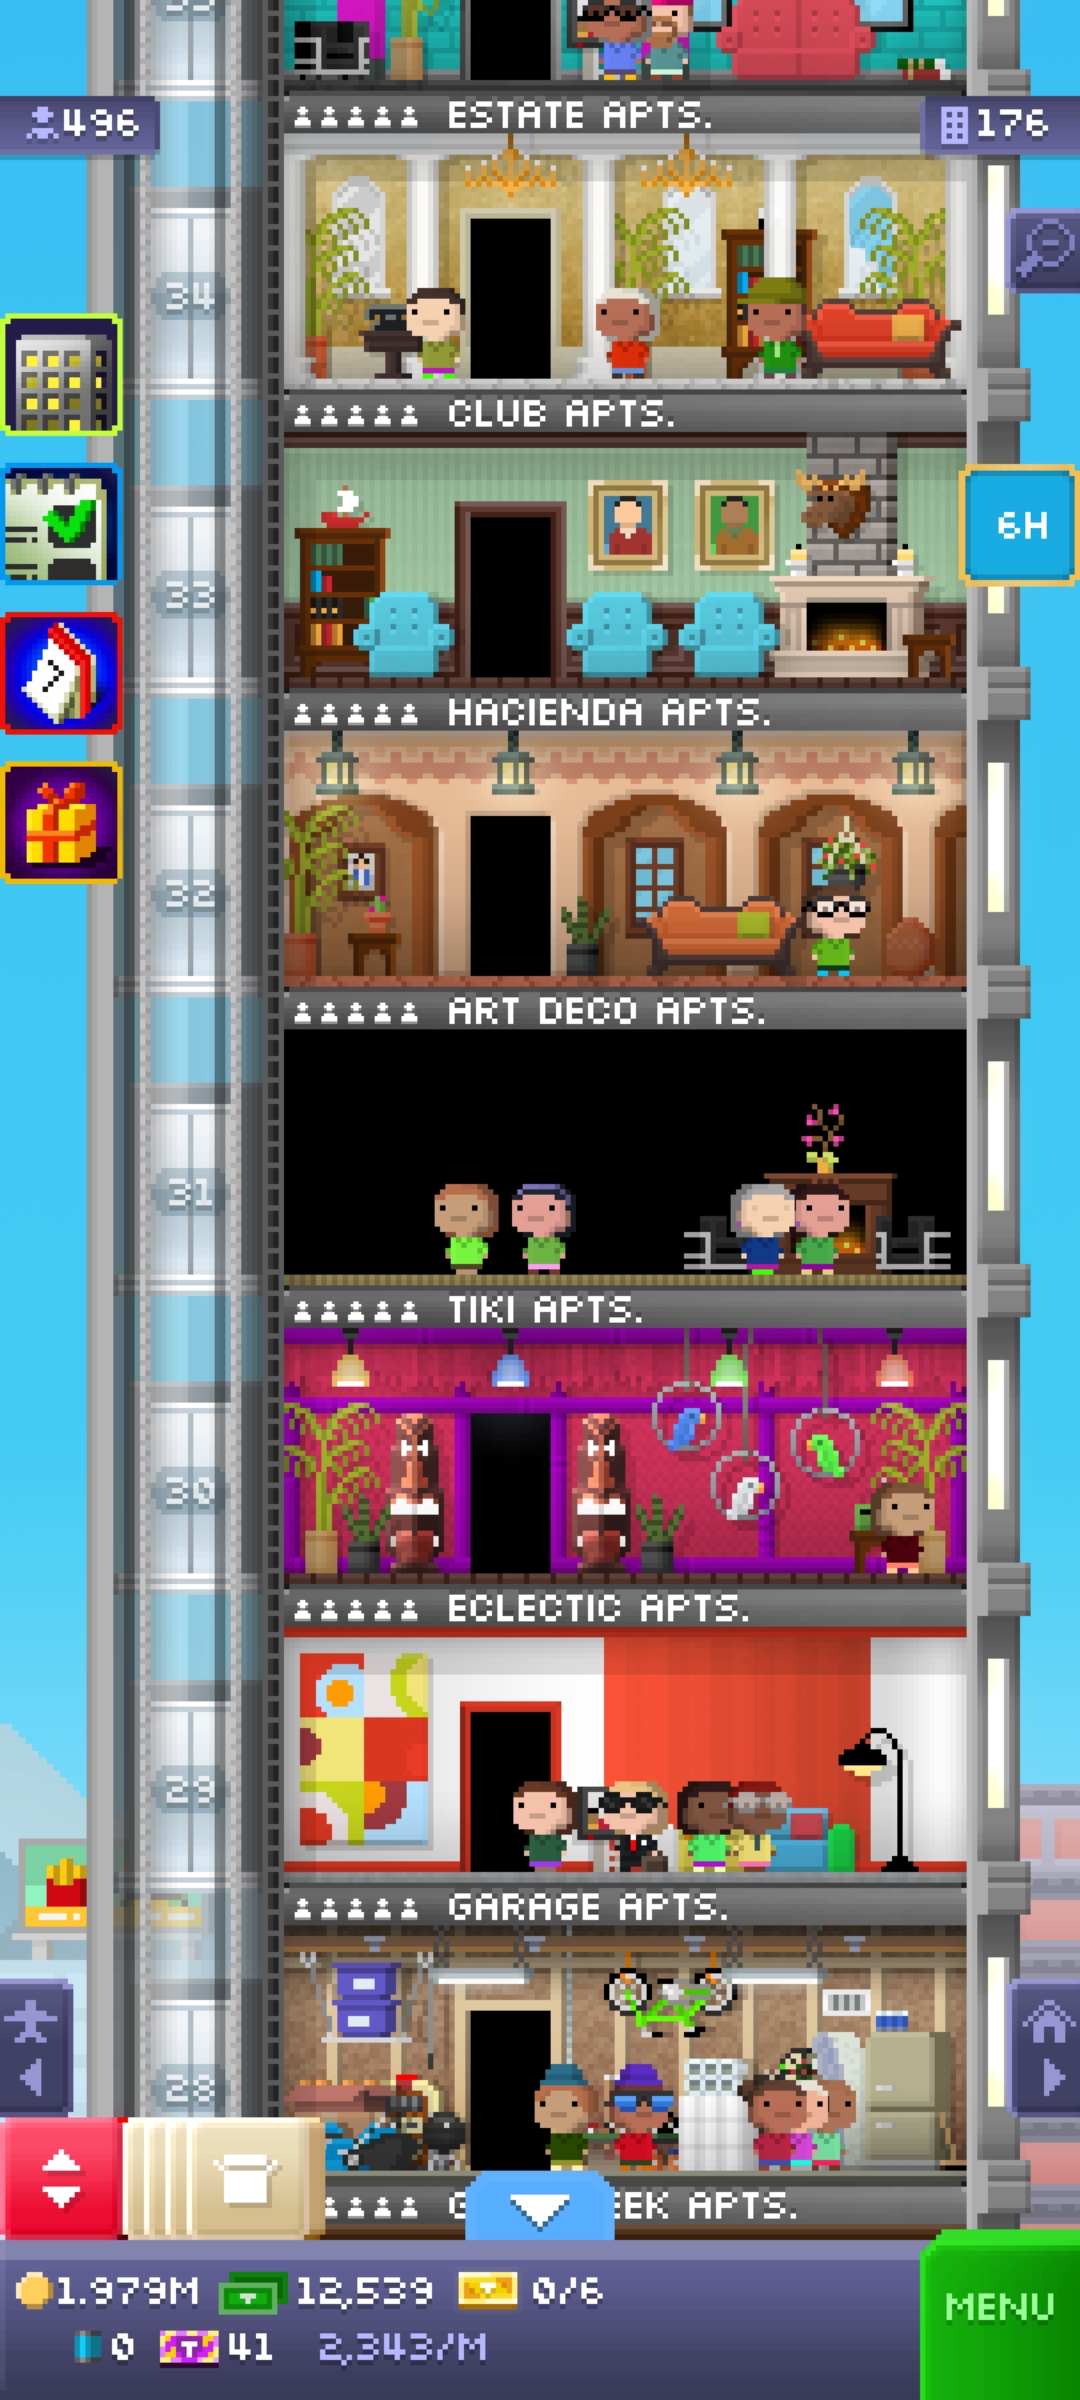 496
ESTATE APTS.
176
34
CLUB APTS.
6H
33
HACIENDA APTS.
32
ART DECO APTS.
31
TIKI APTS.
30
ECLECTIC APTS.
29
GARAGE APTS.
28
EEK APTS.
1.979M 12,539 0/6
0 41 2,343/M
MENU